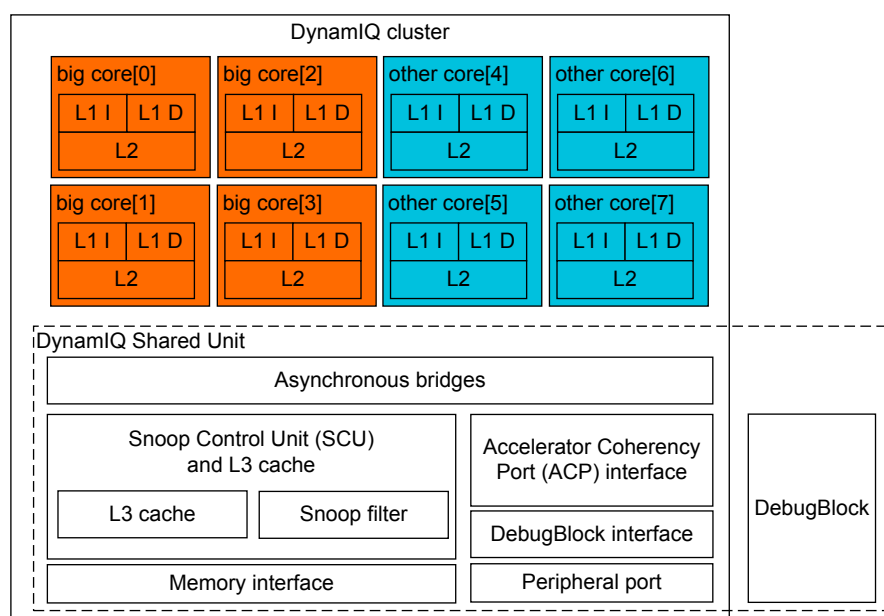 DynamIQ cluster
big core[0]
L1 I
L1 D
L2
big core[2]
L1 I
L1 D
L2
other core[4]
L1 I
L1 D
L2
other core[6]
L1 I
L1 D
L2
big core[1]
L1 I
L1 D
L2
big core[3]
L1 I
L1 D
L2
other core[5]
L1 I
L1 D
L2
other core[7]
L1 I
L1 D
L2
DynamIQ Shared Unit
Asynchronous bridges
Snoop Control Unit (SCU)
and L3 cache
L3 cache
Snoop filter
Memory interface
Accelerator Coherency
Port (ACP) interface
DebugBlock interface
Peripheral port
DebugBlock